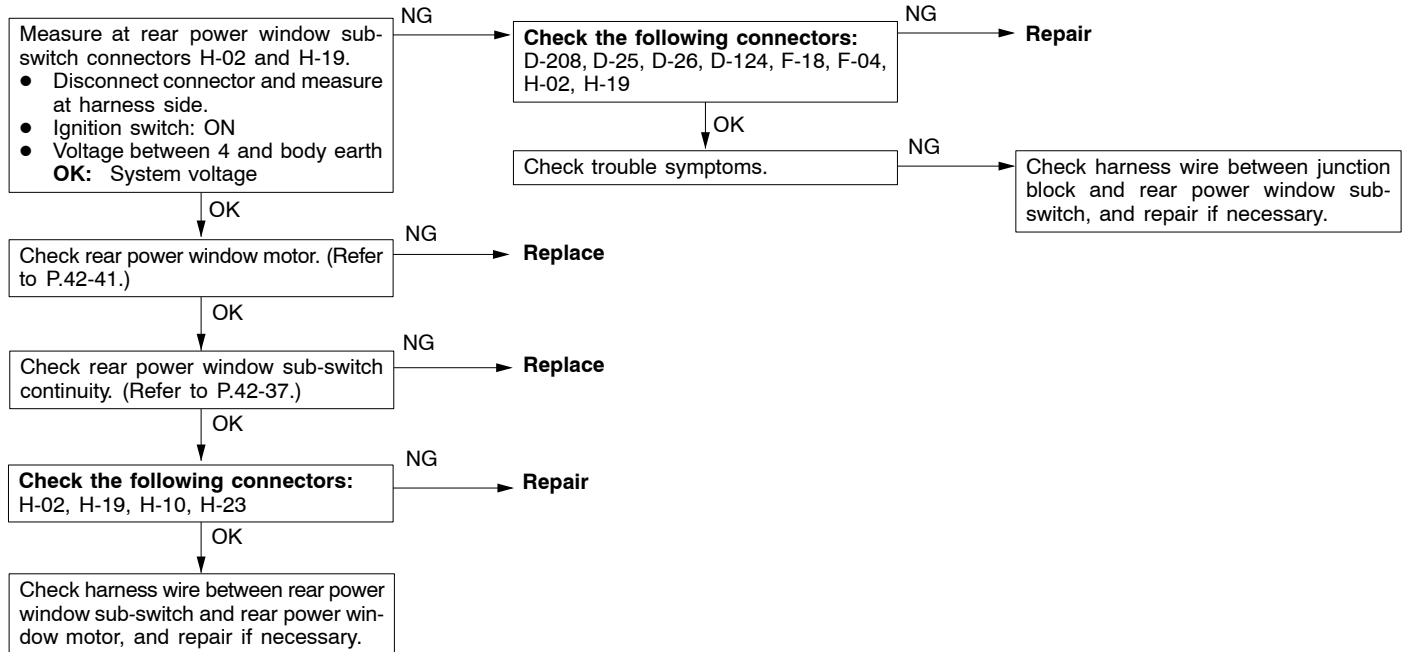 Measure at rear power window sub-
switch connectors H-02 and H-19.
● Disconnect connector and measure
at harness side.
● Ignition switch: ON
● Voltage between 4 and body earth
OK: System voltage
NG
Check the following connectors:
D-208, D-25, D-26, D-124, F-18, F-04,
H-02, H-19
NG
Repair
OK
Check trouble symptoms.
NG
Check harness wire between junction
block and rear power window sub-
switch, and repair if necessary.
OK
Check rear power window motor. (Refer
to P.42-41.)
NG
Replace
OK
Check rear power window sub-switch
continuity. (Refer to P.42-37.)
NG
Replace
OK
Check the following connectors:
H-02, H-19, H-10, H-23
NG
Repair
OK
Check harness wire between rear power
window sub-switch and rear power win-
dow motor, and repair if necessary.